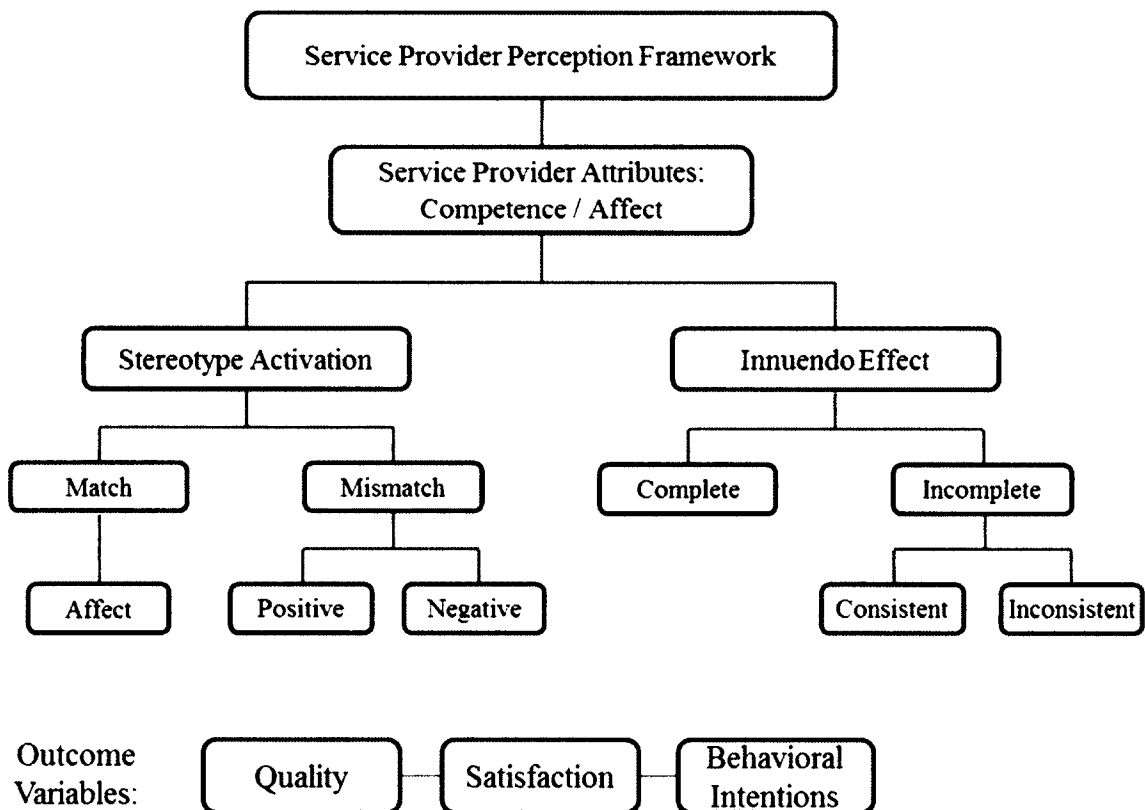 Service Provider Perception Framework
Service Provider Attributes:
Competence / Affect
Stereotype Activation
Innuendo Effect
Match
Mismatch
Complete
Incomplete
Affect
Positive
Negative
Consistent
Inconsistent
Outcome
Variables:
Quality
Satisfaction
Behavioral
Intentions